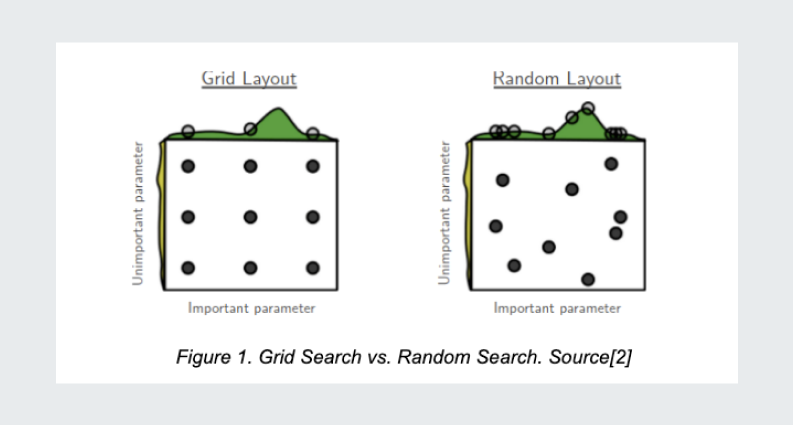 Grid Layout
Unimportant parameter
Important parameter
Random Layout
Unimportant parameter
Important parameter
Figure 1. Grid Search vs. Random Search. Source[2]